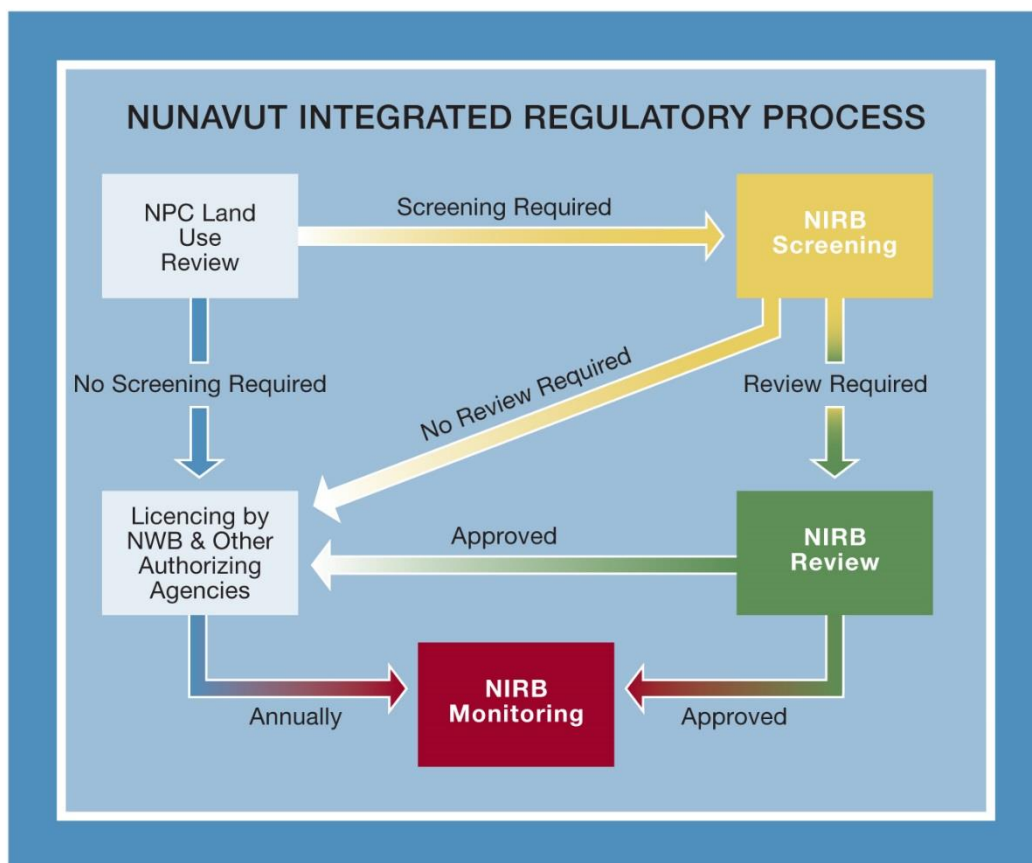 NUNAVUT INTEGRATED REGULATORY PROCESS
NPC Land
Use
Review
Screening Required
NIRB
Screening
No Screening Required
No Review Required
Review Required
Licencing by
NWB & Other
Authorizing
Agencies
Approved
NIRB
Review
Annually
NIRB
Monitoring
Approved